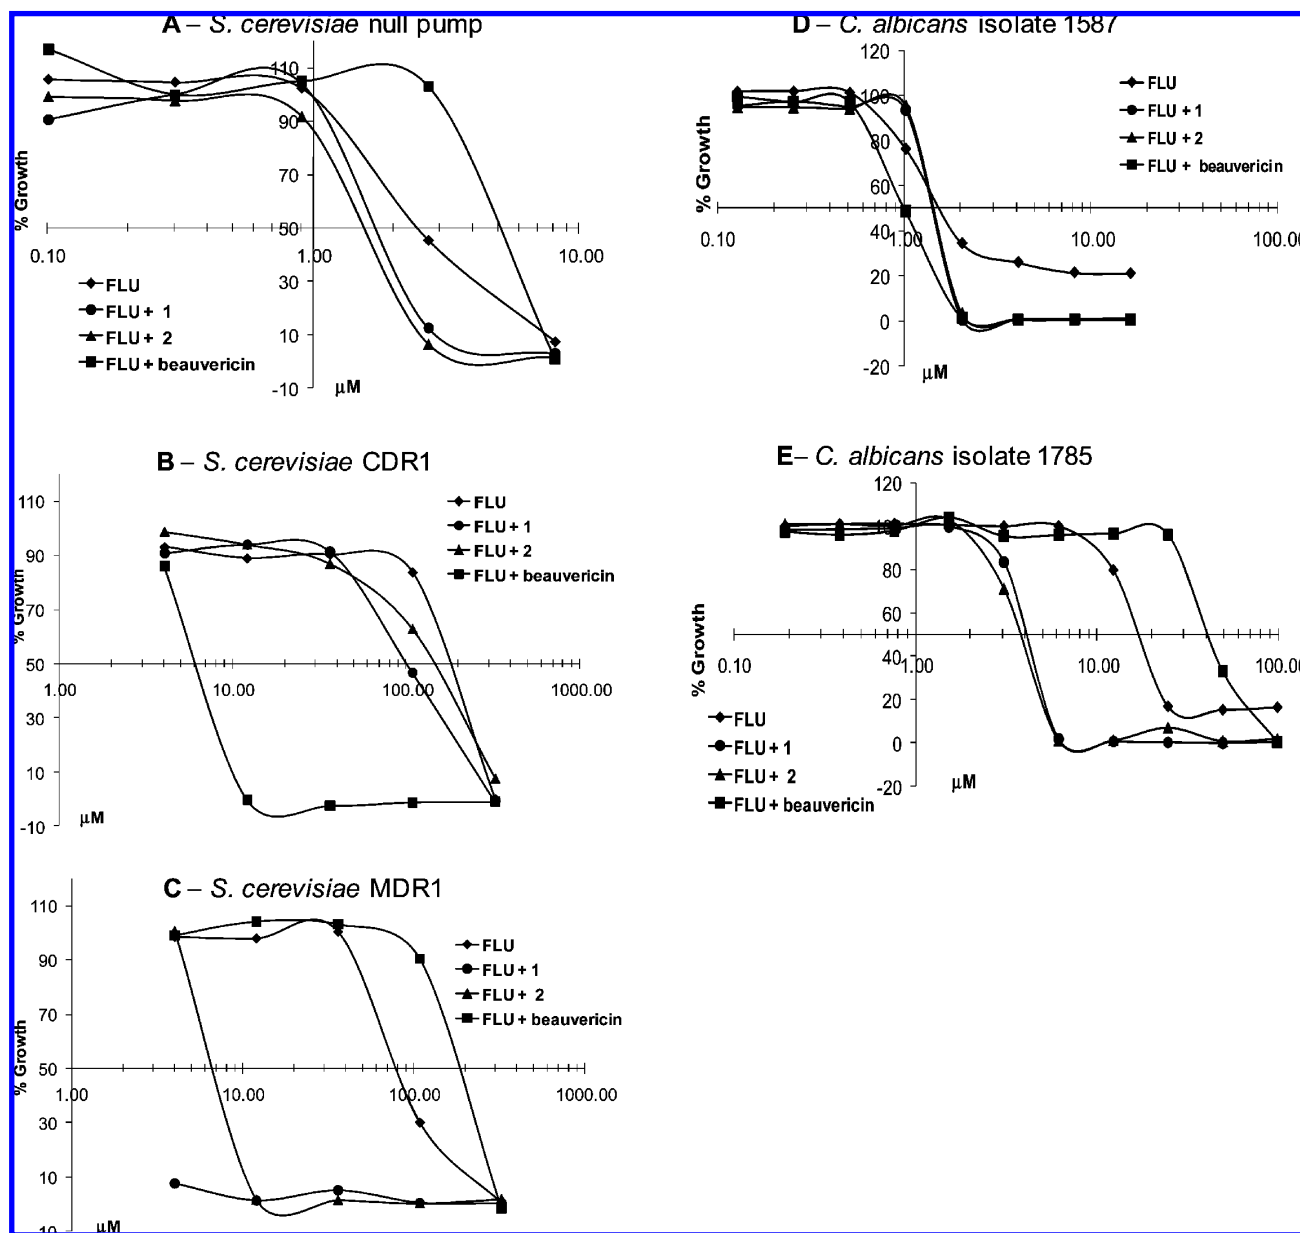 A – S. cerevisiae null pump
110
90
70
50
30
10
-10
% Growth
0.10
1.00
10.00
µM
FLU
FLU + 1
FLU + 2
FLU + beauvericin
B – S. cerevisiae CDR1
110
90
70
50
30
10
-10
% Growth
1.00
10.00
100.00
1000.00
µM
FLU
FLU + 1
FLU + 2
FLU + beauvericin
C – S. cerevisiae MDR1
110
90
70
50
30
10
10
% Growth
1.00
10.00
100.00
1000.00
µM
FLU
FLU + 1
FLU + 2
FLU + beauvericin
D – C. albicans isolate 1587
120
100
80
60
40
20
0
-20
% Growth
0.10
1.00
10.00
100.00
µM
FLU
FLU + 1
FLU + 2
FLU + beauvericin
E– C. albicans isolate 1785
120
100
80
60
40
20
0
-20
% Growth
0.10
1.00
10.00
100.00
µM
FLU
FLU + 1
FLU + 2
FLU + beauvericin